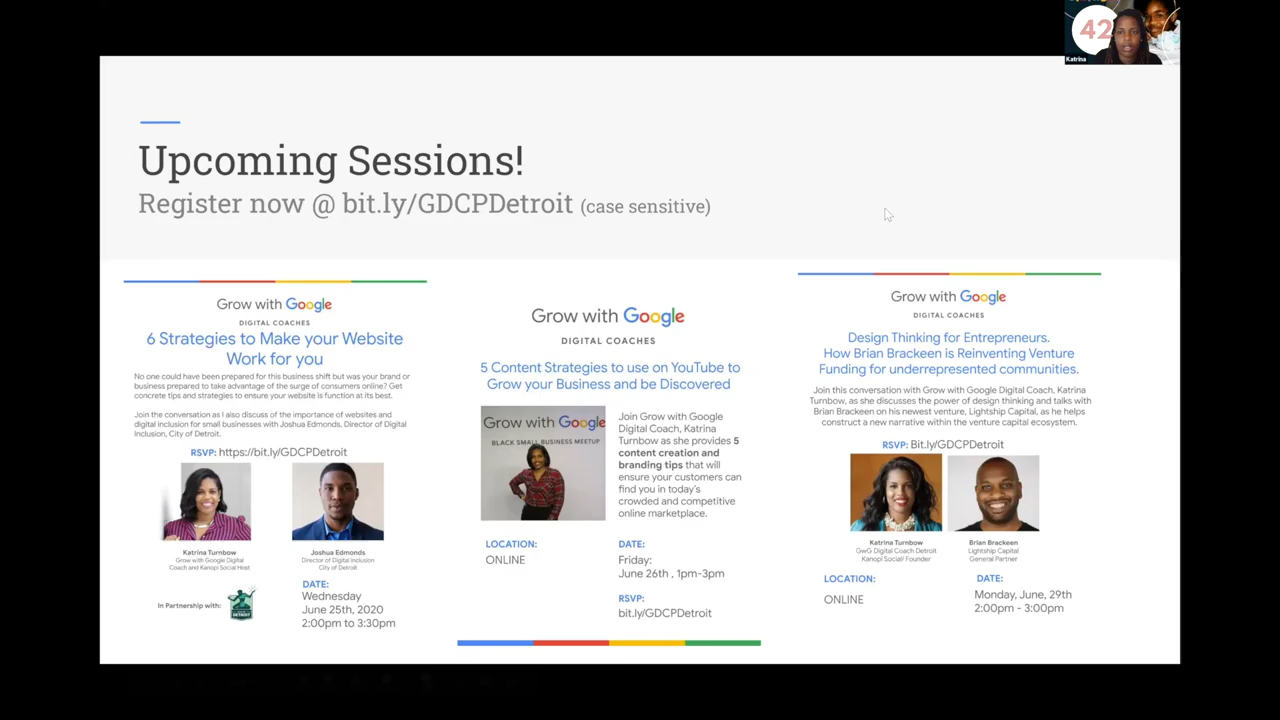 42
Katrina
Upcoming Sessions!
Register now @ bit.ly/GDCPDetroit (case sensitive)
Grow with Google
DIGITAL COACHES
6 Strategies to Make your Website
Work for you
No one could have been prepared for this business shift but was your brand or
business prepared to take advantage of the surge of consumers online? Get
concrete tips and strategies to ensure your website is function at its best.
Join the conversation as I also discuss of the importance of websites and
digital inclusion for small businesses with Joshua Edmonds, Director of Digital
Inclusion, City of Detroit.
RSVP: https://bit.ly/GDCPDetroit
Katrina Turnbow
Grow with Google Digital
Coach and Kanopi Social Host
Joshua Edmonds
Director of Digital Inclusion
City of Detroit
In Partnership with:
DETROIT
DATE:
Wednesday
June 25th, 2020
2:00pm to 3:30pm
Grow with Google
DIGITAL COACHES
5 Content Strategies to use on YouTube to
Grow your Business and be Discovered
Grow with Google
BLACK SMALL BUSINESS MEETUP
Join Grow with Google
Digital Coach, Katrina
Turnbow as she provides 5
content creation and
branding tips that will
ensure your customers can
find you in today's
crowded and competitive
online marketplace.
LOCATION:
ONLINE
DATE:
Friday:
June 26th , 1pm-3pm
RSVP:
bit.ly/GDCPDetroit
Grow with Google
DIGITAL COACHES
Design Thinking for Entrepreneurs.
How Brian Brackeen is Reinventing Venture
Funding for underrepresented communities.
Join this conversation with Grow with Google Digital Coach, Katrina
Turnbow, as she discusses the power of design thinking and talks with
Brian Brackeen on his newest venture, Lightship Capital, as he helps
construct a new narrative within the venture capital ecosystem.
RSVP: Bit.ly/GDCPDetroit
Katrina Turnbow
GwG Digital Coach Detroit
Kanopi Social/ Founder
Brian Brackeen
Lightship Capital
General Partner
LOCATION:
ONLINE
DATE:
Monday, June, 29th
2:00pm - 3:00pm